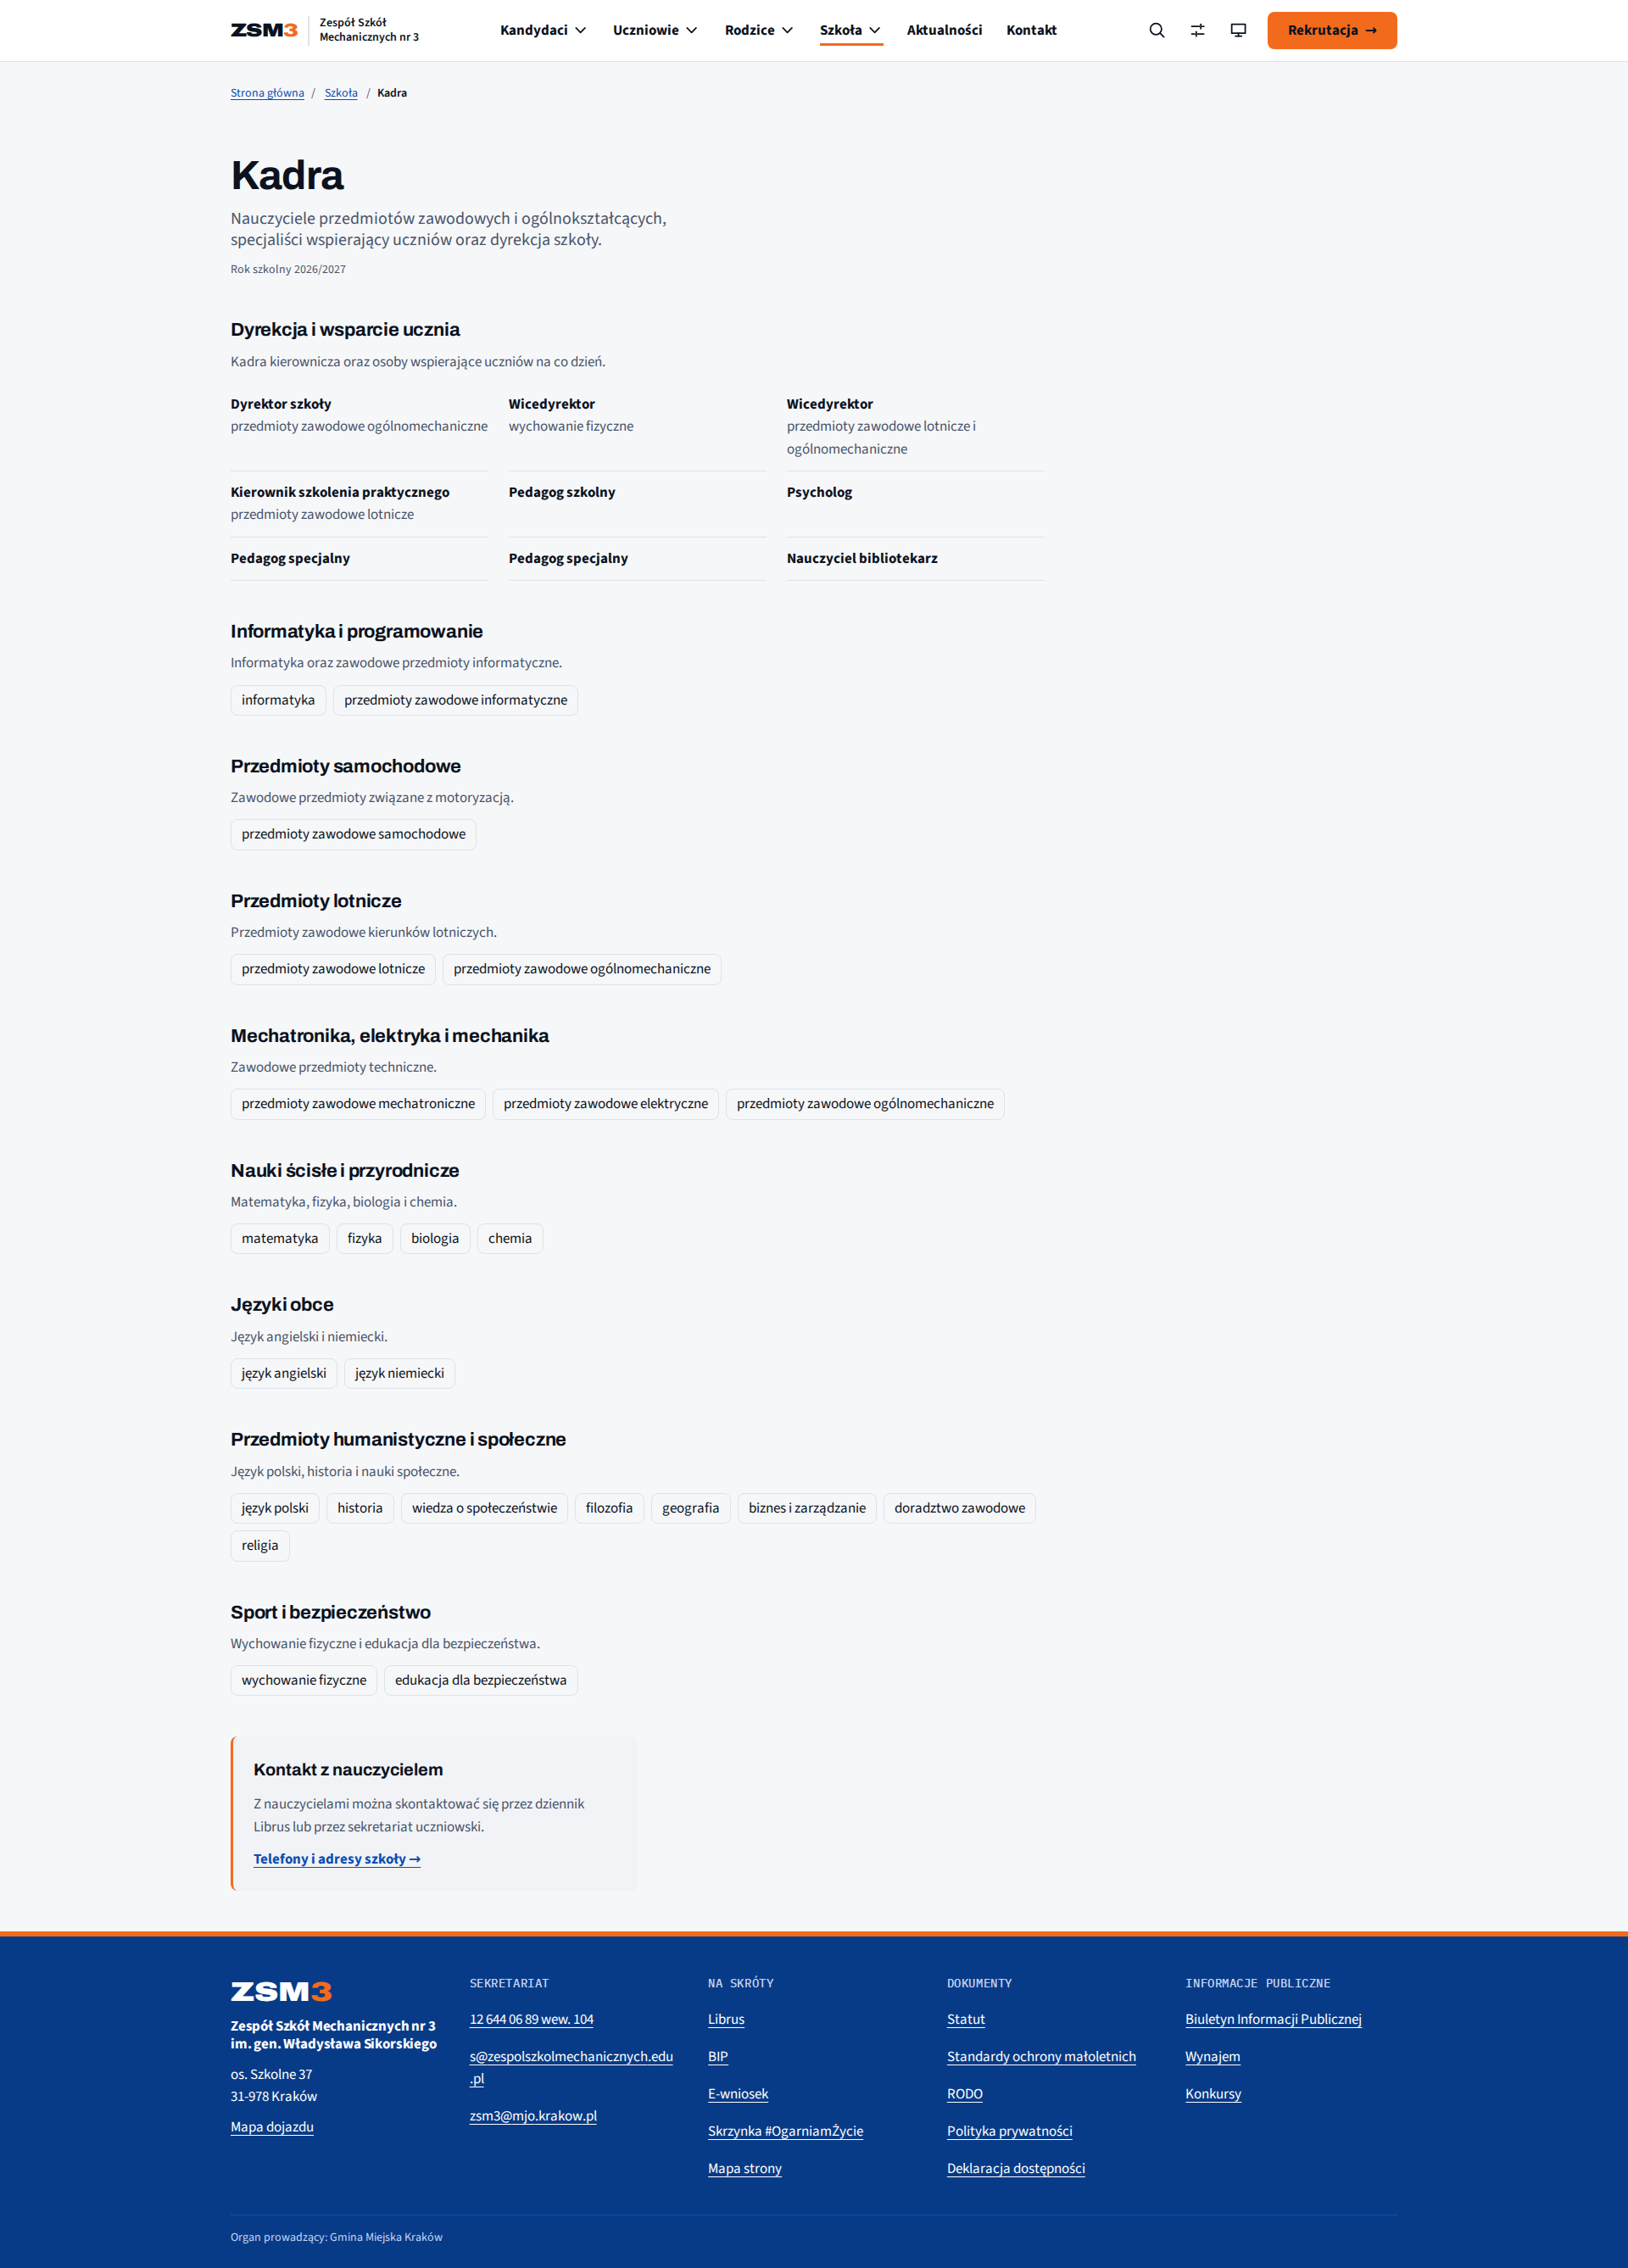 ZSM3
Zespół Szkół
Mechanicznych nr 3
Kandydaci
Uczniowie
Rodzice
Szkoła
Aktualności
Kontakt
Rekrutacja →
Strona główna / Szkoła / Kadra
Kadra
Nauczyciele przedmiotów zawodowych i ogólnokształcących,
specjaliści wspierający uczniów oraz dyrekcja szkoły.
Rok szkolny 2026/2027
Dyrekcja i wsparcie ucznia
Kadra kierownicza oraz osoby wspierające uczniów na co dzień.
Dyrektor szkoły
przedmioty zawodowe ogólnomechaniczne
Wicedyrektor
wychowanie fizyczne
Wicedyrektor
przedmioty zawodowe lotnicze i
ogólnomechaniczne
Kierownik szkolenia praktycznego
przedmioty zawodowe lotnicze
Pedagog szkolny
Psycholog
Pedagog specjalny
Pedagog specjalny
Nauczyciel bibliotekarz
Informatyka i programowanie
Informatyka oraz zawodowe przedmioty informatyczne.
informatyka
przedmioty zawodowe informatyczne
Przedmioty samochodowe
Zawodowe przedmioty związane z motoryzacją.
przedmioty zawodowe samochodowe
Przedmioty lotnicze
Przedmioty zawodowe kierunków lotniczych.
przedmioty zawodowe lotnicze
przedmioty zawodowe ogólnomechaniczne
Mechatronika, elektryka i mechanika
Zawodowe przedmioty techniczne.
przedmioty zawodowe mechatroniczne
przedmioty zawodowe elektryczne
przedmioty zawodowe ogólnomechaniczne
Nauki ścisłe i przyrodnicze
Matematyka, fizyka, biologia i chemia.
matematyka
fizyka
biologia
chemia
Języki obce
Język angielski i niemiecki.
język angielski
język niemiecki
Przedmioty humanistyczne i społeczne
Język polski, historia i nauki społeczne.
język polski
historia
wiedza o społeczeństwie
filozofia
geografia
biznes i zarządzanie
doradztwo zawodowe
religia
Sport i bezpieczeństwo
Wychowanie fizyczne i edukacja dla bezpieczeństwa.
wychowanie fizyczne
edukacja dla bezpieczeństwa
Kontakt z nauczycielem
Z nauczycielami można skontaktować się przez dziennik
Librus lub przez sekretariat uczniowski.
Telefony i adresy szkoły →
ZSM3
Zespół Szkół Mechanicznych nr 3
im. gen. Władysława Sikorskiego
os. Szkolne 37
31-978 Kraków
Mapa dojazdu
SEKRETARIAT
12 644 06 89 wew. 104
s@zespolszkolmechanicznych.edu
.pl
zsm3@mjo.krakow.pl
NA SKRÓTY
Librus
BIP
E-wniosek
Skrzynka #OgarniamŻycie
Mapa strony
DOKUMENTY
Statut
Standardy ochrony małoletnich
RODO
Polityka prywatności
Deklaracja dostępności
INFORMACJE PUBLICZNE
Biuletyn Informacji Publicznej
Wynajem
Konkursy
Organ prowadzący: Gmina Miejska Kraków